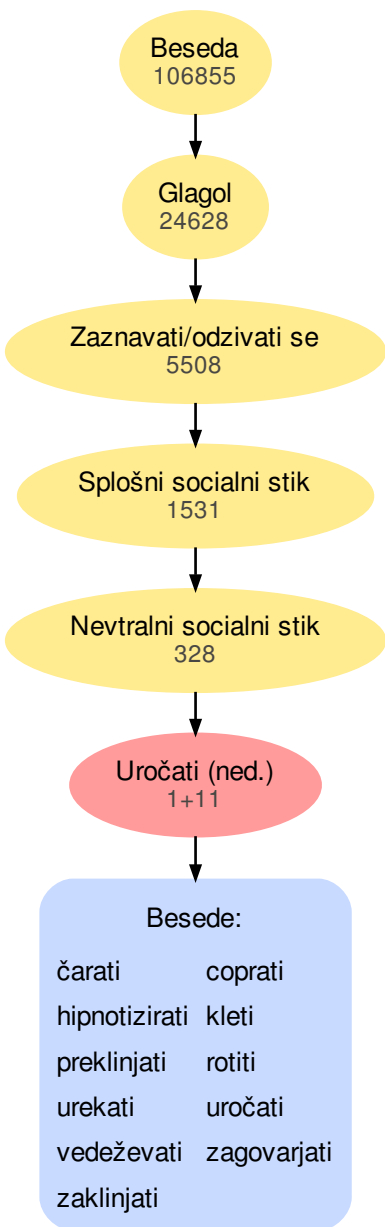 Beseda
106855
Glagol
24628
Zaznavati/odzivati se
5508
Splošni socialni stik
1531
Nevtralni socialni stik
328
Uročati (ned.)
1+11
Besede:
čarati coprati
hipnotizirati kleti
preklinjati rotiti
urekati uročati
vedeževati zagovarjati
zaklinjati